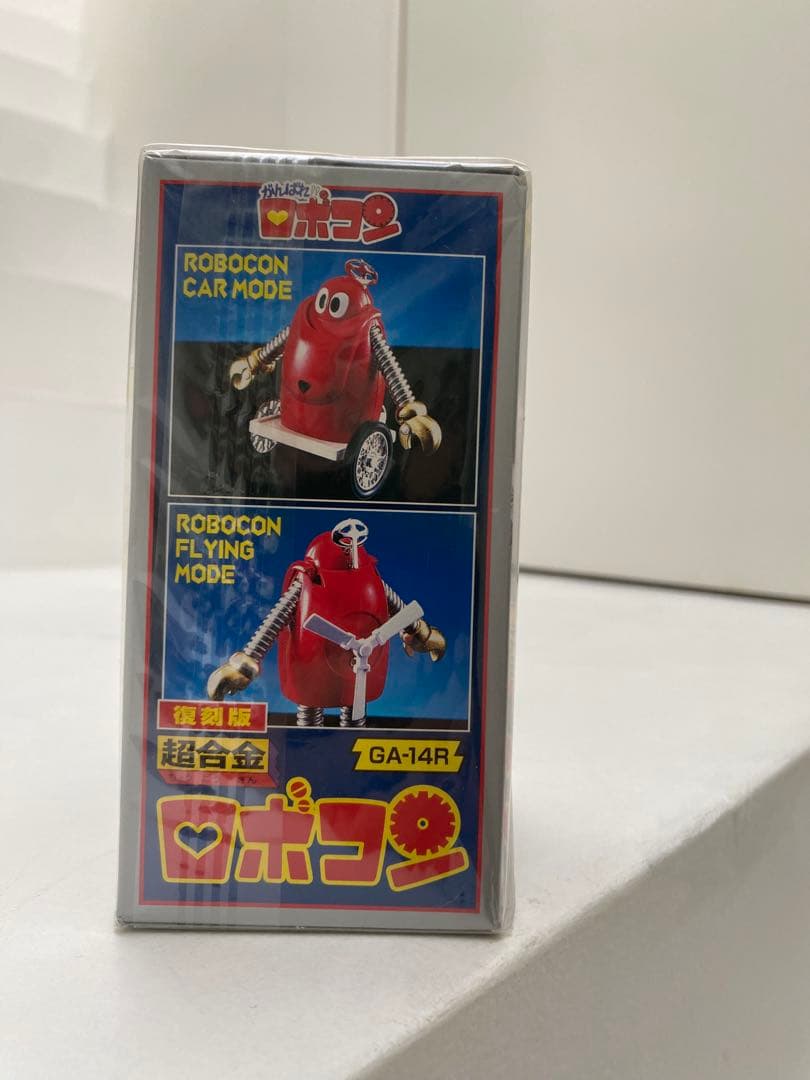 がんばれ!!
ロボコン
ROBOCON
CAR MODE
ROBOCON
FLYING
MODE
復刻版
超合金
GA-14R
ロボコン